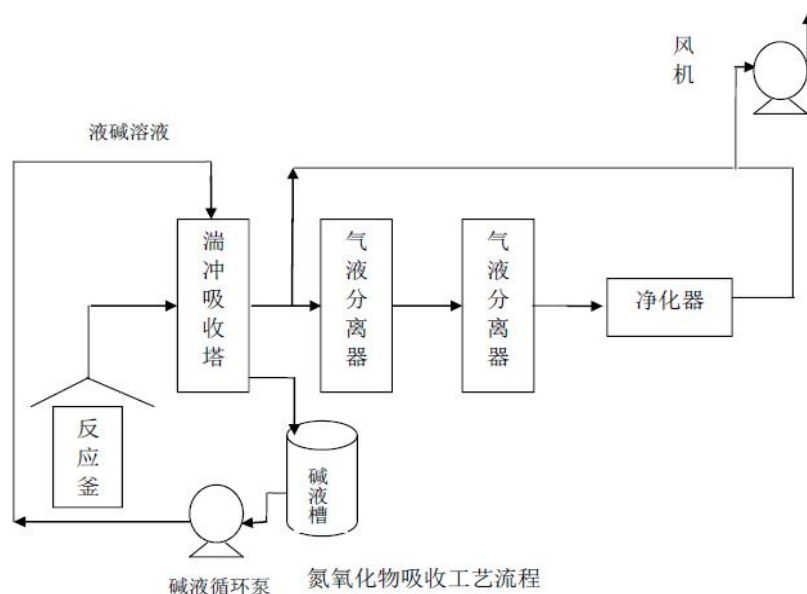 风机
液碱溶液
湍冲吸收塔
气液分离器
气液分离器
净化器
反应釜
碱液槽
碱液循环泵
氮氧化物吸收工艺流程